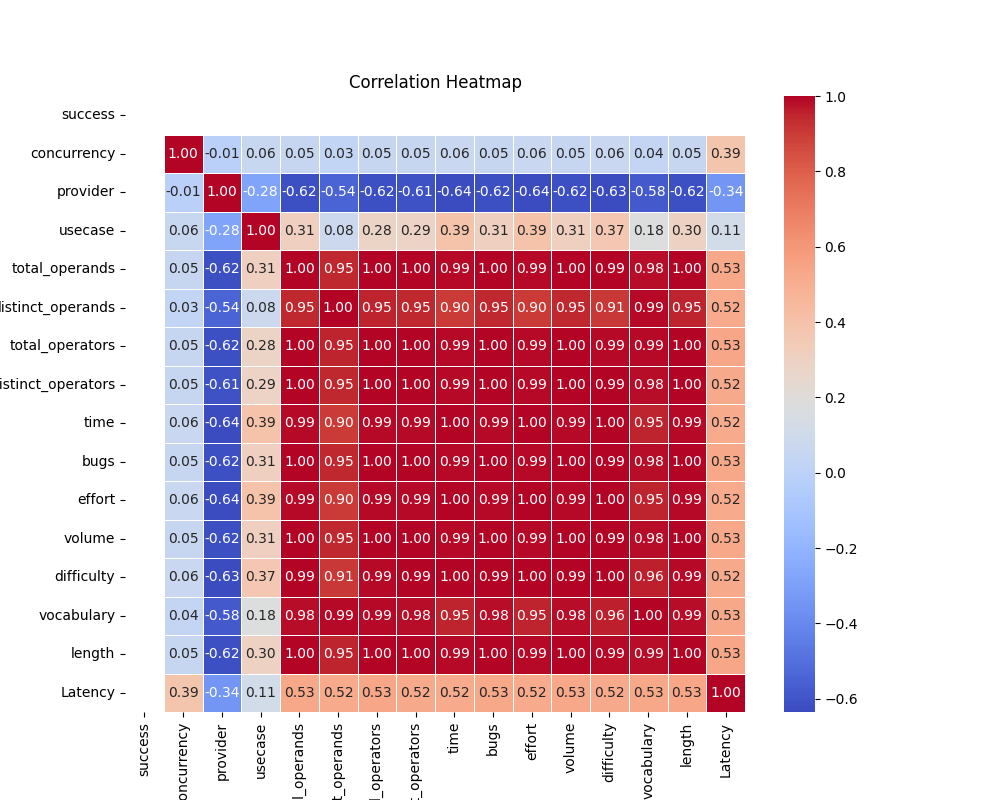 Correlation Heatmap
success
concurrency 1.00 -0.01 0.06 0.05 0.03 0.05 0.05 0.06 0.05 0.06 0.05 0.06 0.04 0.05 0.39
provider -0.01 1.00 -0.28 -0.62 -0.54 -0.62 -0.61 -0.64 -0.62 -0.64 -0.62 -0.63 -0.58 -0.62 -0.34
usecase 0.06 -0.28 1.00 0.31 0.08 0.28 0.29 0.39 0.31 0.39 0.31 0.37 0.18 0.30 0.11
total_operands 0.05 -0.62 0.31 1.00 0.95 1.00 1.00 0.99 1.00 0.99 1.00 0.99 0.98 1.00 0.53
istinct_operands 0.03 -0.54 0.08 0.95 1.00 0.95 0.95 0.90 0.95 0.90 0.95 0.91 0.99 0.95 0.52
total_operators 0.05 -0.62 0.28 1.00 0.95 1.00 1.00 0.99 1.00 0.99 1.00 0.99 0.99 1.00 0.53
istinct_operators 0.05 -0.61 0.29 1.00 0.95 1.00 1.00 0.99 1.00 0.99 1.00 0.99 0.98 1.00 0.52
time 0.06 -0.64 0.39 0.99 0.90 0.99 0.99 1.00 0.99 1.00 0.99 1.00 0.95 0.99 0.52
bugs 0.05 -0.62 0.31 1.00 0.95 1.00 1.00 0.99 1.00 0.99 1.00 0.99 0.98 1.00 0.53
effort 0.06 -0.64 0.39 0.99 0.90 0.99 0.99 1.00 0.99 1.00 0.99 1.00 0.95 0.99 0.52
volume 0.05 -0.62 0.31 1.00 0.95 1.00 1.00 0.99 1.00 0.99 1.00 0.99 0.98 1.00 0.53
difficulty 0.06 -0.63 0.37 0.99 0.91 0.99 0.99 1.00 0.99 1.00 0.99 1.00 0.96 0.99 0.52
vocabulary 0.04 -0.58 0.18 0.98 0.99 0.99 0.98 0.95 0.98 0.95 0.98 0.96 1.00 0.99 0.53
length 0.05 -0.62 0.30 1.00 0.95 1.00 1.00 0.99 1.00 0.99 1.00 0.99 0.99 1.00 0.53
Latency 0.39 -0.34 0.11 0.53 0.52 0.53 0.52 0.52 0.53 0.52 0.53 0.52 0.53 0.53 1.00
success
oncurrency
provider
usecase
l_operands
t_operands
l_operators
t_operators
time
bugs
effort
volume
difficulty
vocabulary
length
Latency
1.0
0.8
0.6
0.4
0.2
0.0
−0.2
−0.4
−0.6